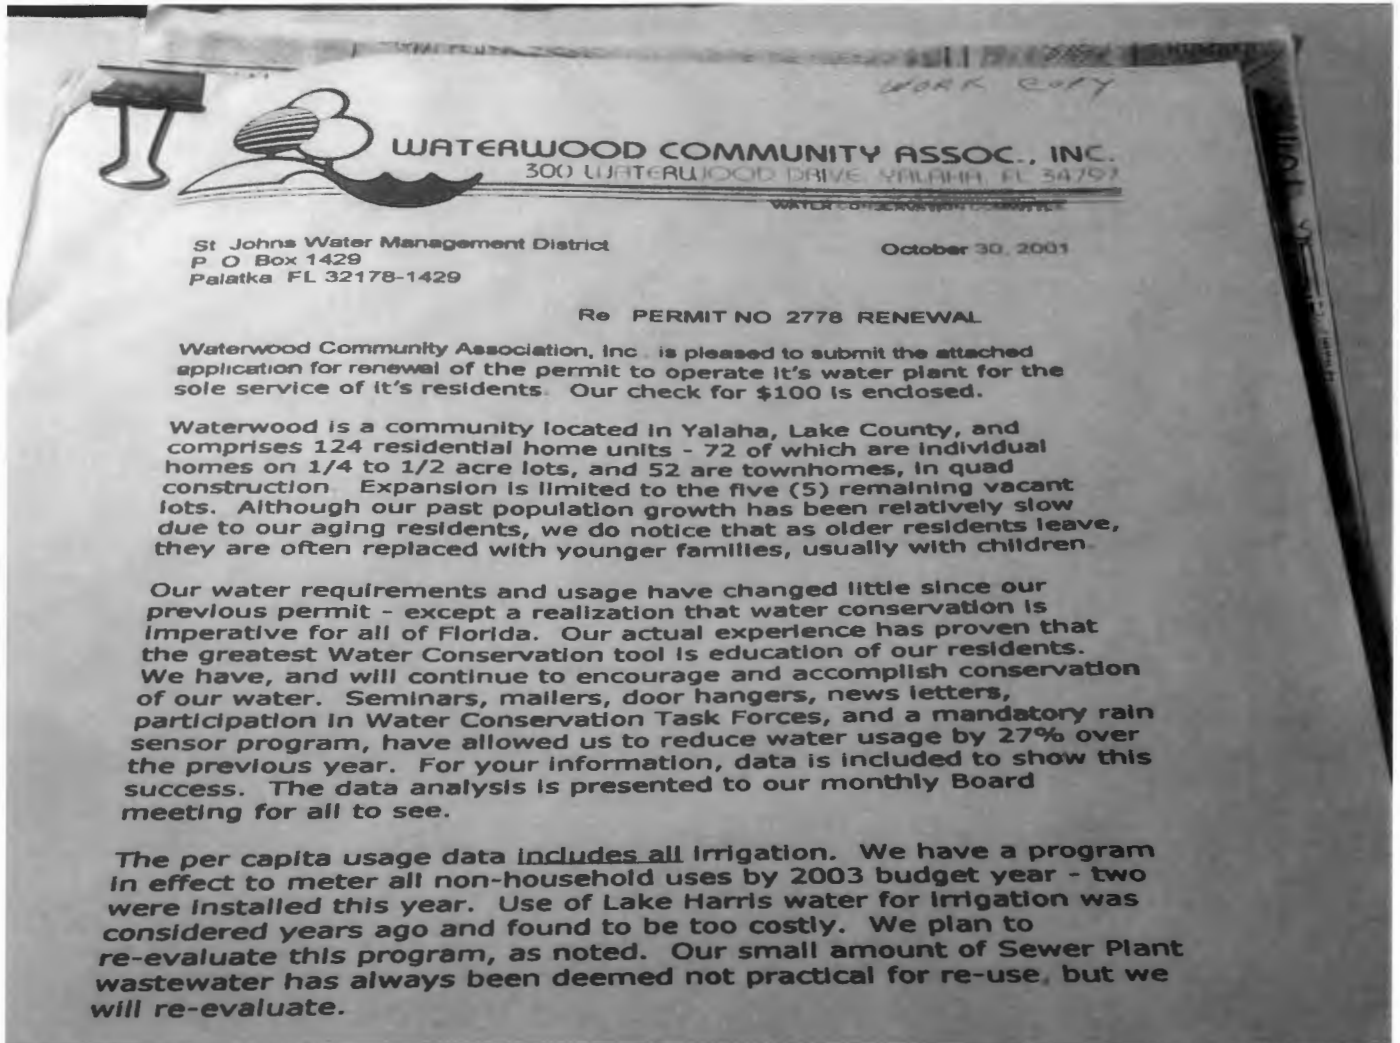 WORK COPY
WATERWOOD COMMUNITY ASSOC., INC.
300 WATERWOOD DRIVE, YALAHA, FL 34797
WATER CONSERVATION COMMITTEE
St Johns Water Management District
October 30, 2001
P O Box 1429
Palatka FL 32178-1429
Re PERMIT NO 2778 RENEWAL
Waterwood Community Association, Inc. is pleased to submit the attached
application for renewal of the permit to operate it's water plant for the
sole service of it's residents. Our check for $100 is enclosed.
Waterwood is a community located in Yalaha, Lake County, and
comprises 124 residential home units - 72 of which are individual
homes on 1/4 to 1/2 acre lots, and 52 are townhomes, in quad
construction Expansion is limited to the five (5) remaining vacant
lots. Although our past population growth has been relatively slow
due to our aging residents, we do notice that as older residents leave,
they are often replaced with younger families, usually with children.
Our water requirements and usage have changed little since our
previous permit - except a realization that water conservation is
imperative for all of Florida. Our actual experience has proven that
the greatest Water Conservation tool is education of our residents.
We have, and will continue to encourage and accomplish conservation
of our water. Seminars, mailers, door hangers, news letters,
participation in Water Conservation Task Forces, and a mandatory rain
sensor program, have allowed us to reduce water usage by 27% over
the previous year. For your information, data is included to show this
success. The data analysis is presented to our monthly Board
meeting for all to see.
The per capita usage data includes all irrigation. We have a program
in effect to meter all non-household uses by 2003 budget year - two
were installed this year. Use of Lake Harris water for irrigation was
considered years ago and found to be too costly. We plan to
re-evaluate this program, as noted. Our small amount of Sewer Plant
wastewater has always been deemed not practical for re-use, but we
will re-evaluate.